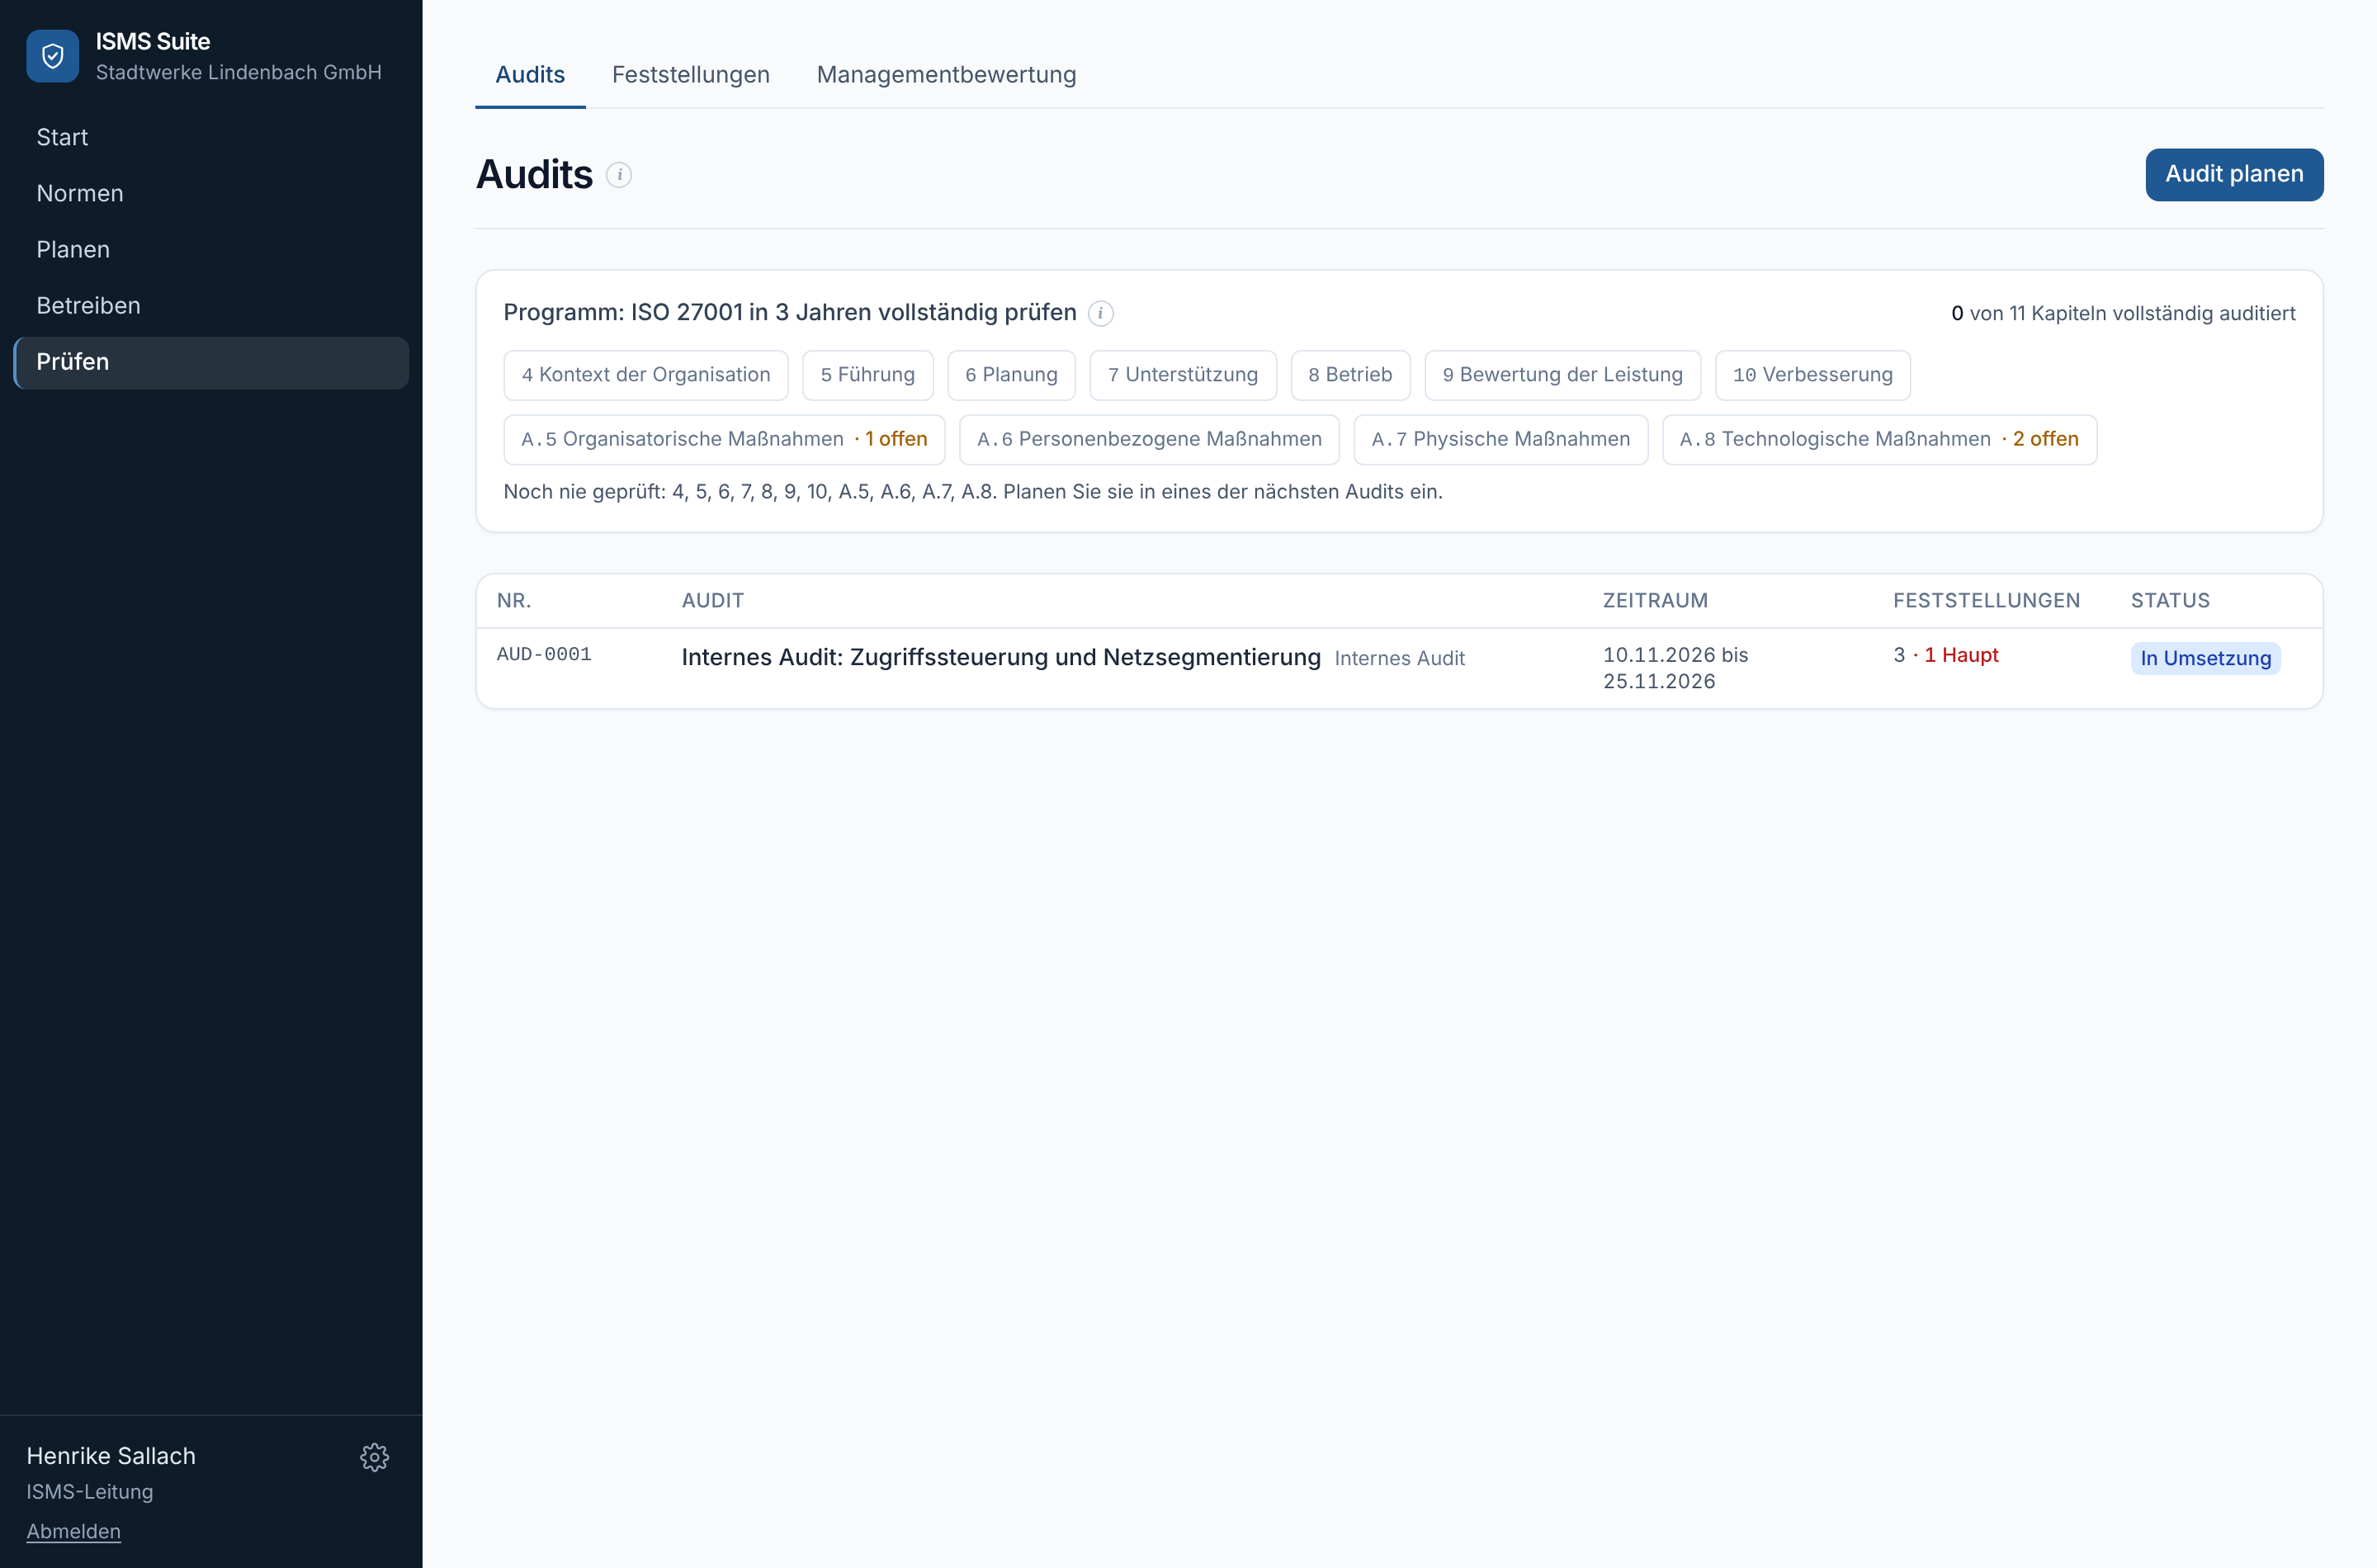 ISMS Suite
Stadtwerke Lindenbach GmbH
Start
Normen
Planen
Betreiben
Prüfen
Henrike Sallach
ISMS-Leitung
Abmelden
Audits Feststellungen Managementbewertung
Audits i
Audit planen
Programm: ISO 27001 in 3 Jahren vollständig prüfen i
0 von 11 Kapiteln vollständig auditiert
4 Kontext der Organisation 5 Führung 6 Planung 7 Unterstützung 8 Betrieb 9 Bewertung der Leistung 10 Verbesserung
A.5 Organisatorische Maßnahmen · 1 offen A.6 Personenbezogene Maßnahmen A.7 Physische Maßnahmen A.8 Technologische Maßnahmen · 2 offen
Noch nie geprüft: 4, 5, 6, 7, 8, 9, 10, A.5, A.6, A.7, A.8. Planen Sie sie in eines der nächsten Audits ein.
NR. AUDIT ZEITRAUM FESTSTELLUNGEN STATUS
AUD-0001 Internes Audit: Zugriffssteuerung und Netzsegmentierung Internes Audit 10.11.2026 bis 3 · 1 Haupt In Umsetzung
25.11.2026